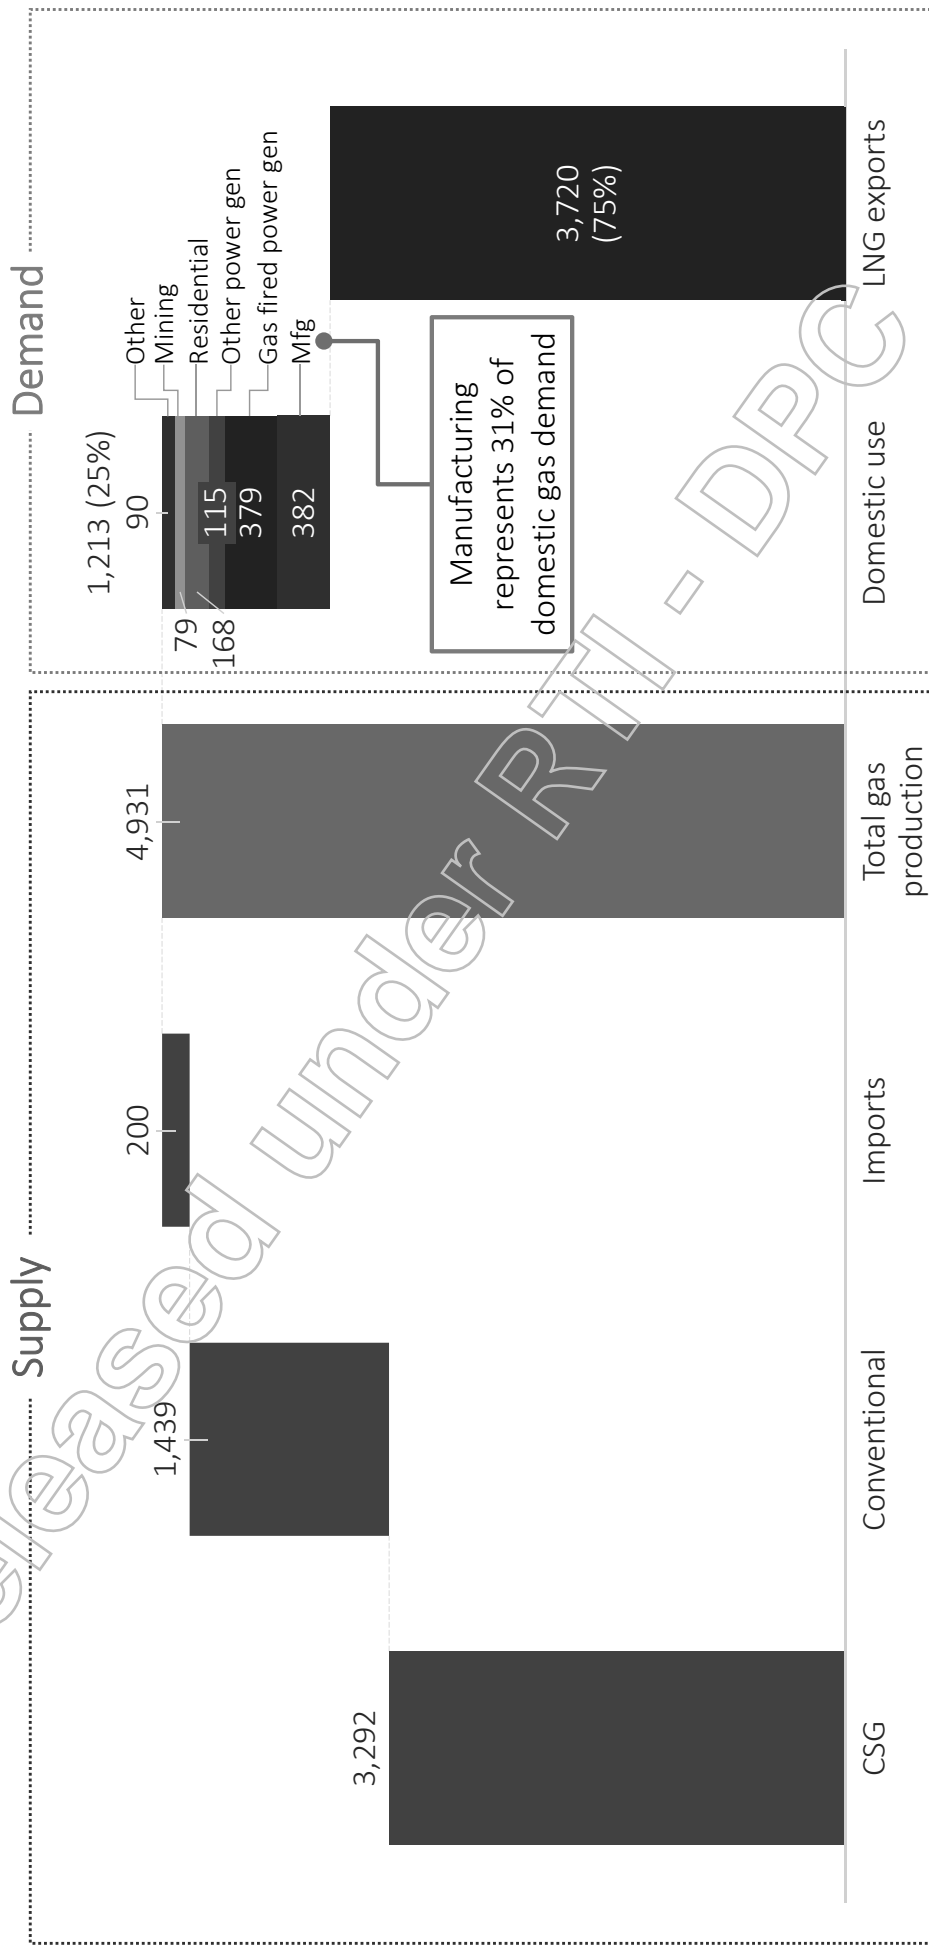 Supply
Demand
3,292
1,439
200
4,931
1,213 (25%)
90
79
168
115
379
382
Other
Mining
Residential
Other power gen
Gas fired power gen
Mfg
Manufacturing
represents 31% of
domestic gas demand
3,720
(75%)
CSG
Conventional
Imports
Total gas
production
Domestic use
LNG exports
eleased under RTI - DPC